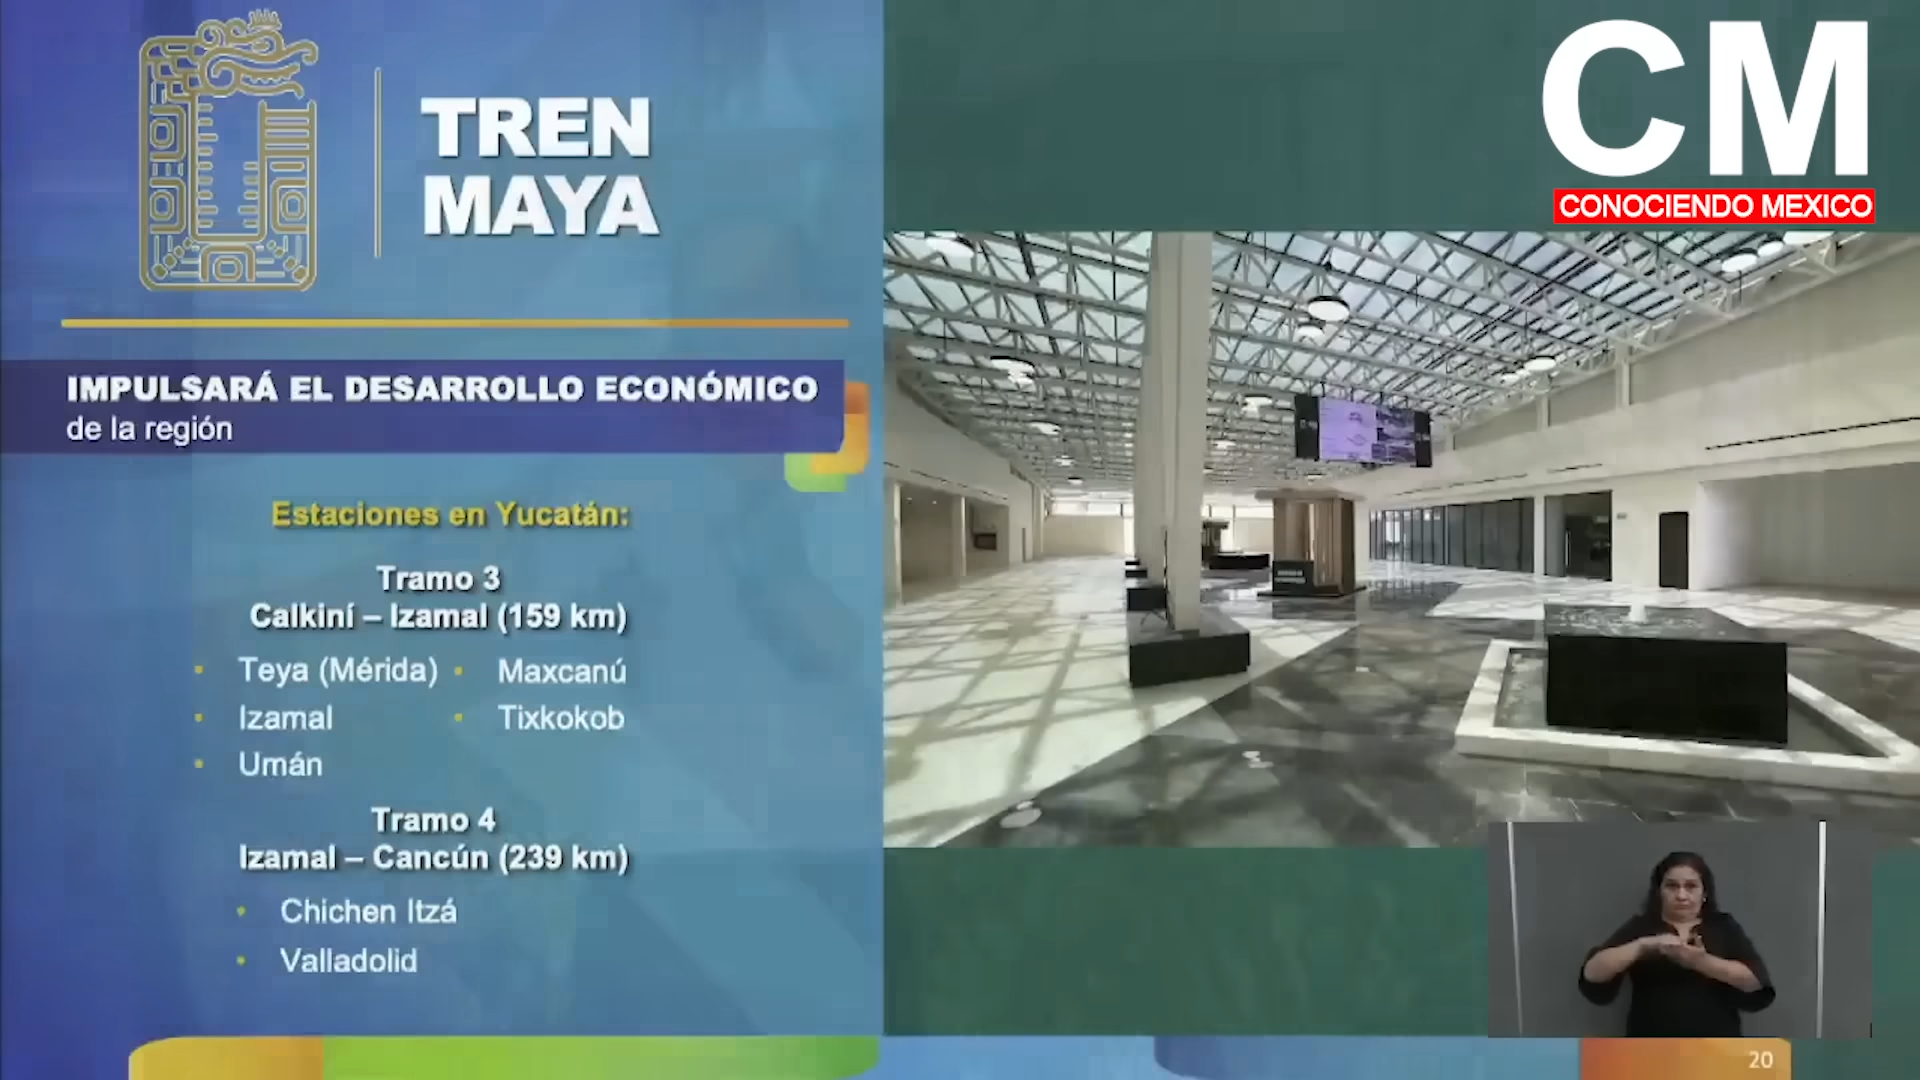 TREN
MAYA
CM
CONOCIENDO MEXICO
IMPULSARÁ EL DESARROLLO ECONÓMICO
de la región
Estaciones en Yucatán:
Tramo 3
Calkiní – Izamal (159 km)
• Teya (Mérida) • Maxcanú
• Izamal • Tixkokob
• Umán
Tramo 4
Izamal – Cancún (239 km)
• Chichen Itzá
• Valladolid
20